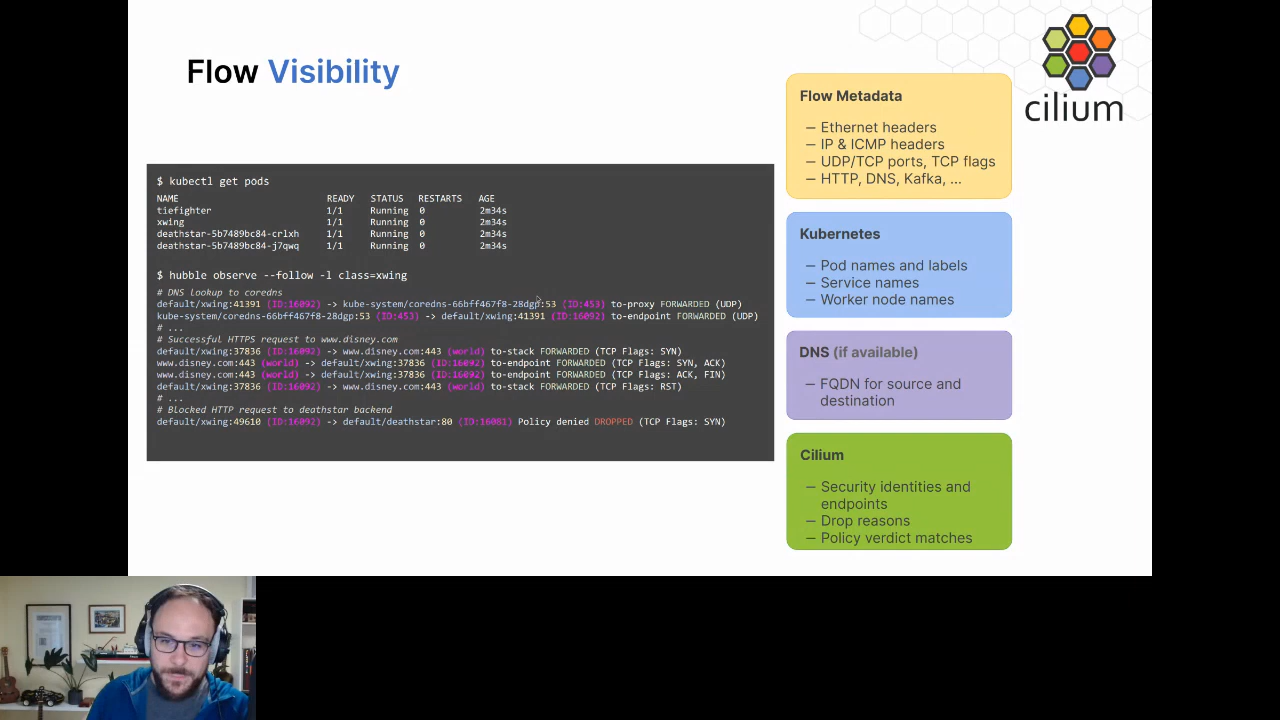 Flow Visibility
$ kubectl get pods
NAME READY STATUS RESTARTS AGE
tiefighter 1/1 Running 0 2m34s
xwing 1/1 Running 0 2m34s
deathstar-5b7489bc84-crlxh 1/1 Running 0 2m34s
deathstar-5b7489bc84-j7qwq 1/1 Running 0 2m34s
$ hubble observe --follow -l class=xwing
# DNS lookup to coredns
default/xwing:41391 (ID:16092) -> kube-system/coredns-66bff467f8-28dgp:53 (ID:453) to-proxy FORWARDED (UDP)
kube-system/coredns-66bff467f8-28dgp:53 (ID:453) -> default/xwing:41391 (ID:16092) to-endpoint FORWARDED (UDP)
# ...
# Successful HTTPS request to www.disney.com
default/xwing:37836 (ID:16092) -> www.disney.com:443 (world) to-stack FORWARDED (TCP Flags: SYN)
www.disney.com:443 (world) -> default/xwing:37836 (ID:16092) to-endpoint FORWARDED (TCP Flags: SYN, ACK)
www.disney.com:443 (world) -> default/xwing:37836 (ID:16092) to-endpoint FORWARDED (TCP Flags: ACK, FIN)
default/xwing:37836 (ID:16092) -> www.disney.com:443 (world) to-stack FORWARDED (TCP Flags: RST)
# ...
# Blocked HTTP request to deathstar backend
default/xwing:49610 (ID:16092) -> default/deathstar:80 (ID:16081) Policy denied DROPPED (TCP Flags: SYN)
Flow Metadata
— Ethernet headers
— IP & ICMP headers
— UDP/TCP ports, TCP flags
— HTTP, DNS, Kafka, ...
Kubernetes
— Pod names and labels
— Service names
— Worker node names
DNS (if available)
— FQDN for source and
destination
Cilium
— Security identities and
endpoints
— Drop reasons
— Policy verdict matches
cilium